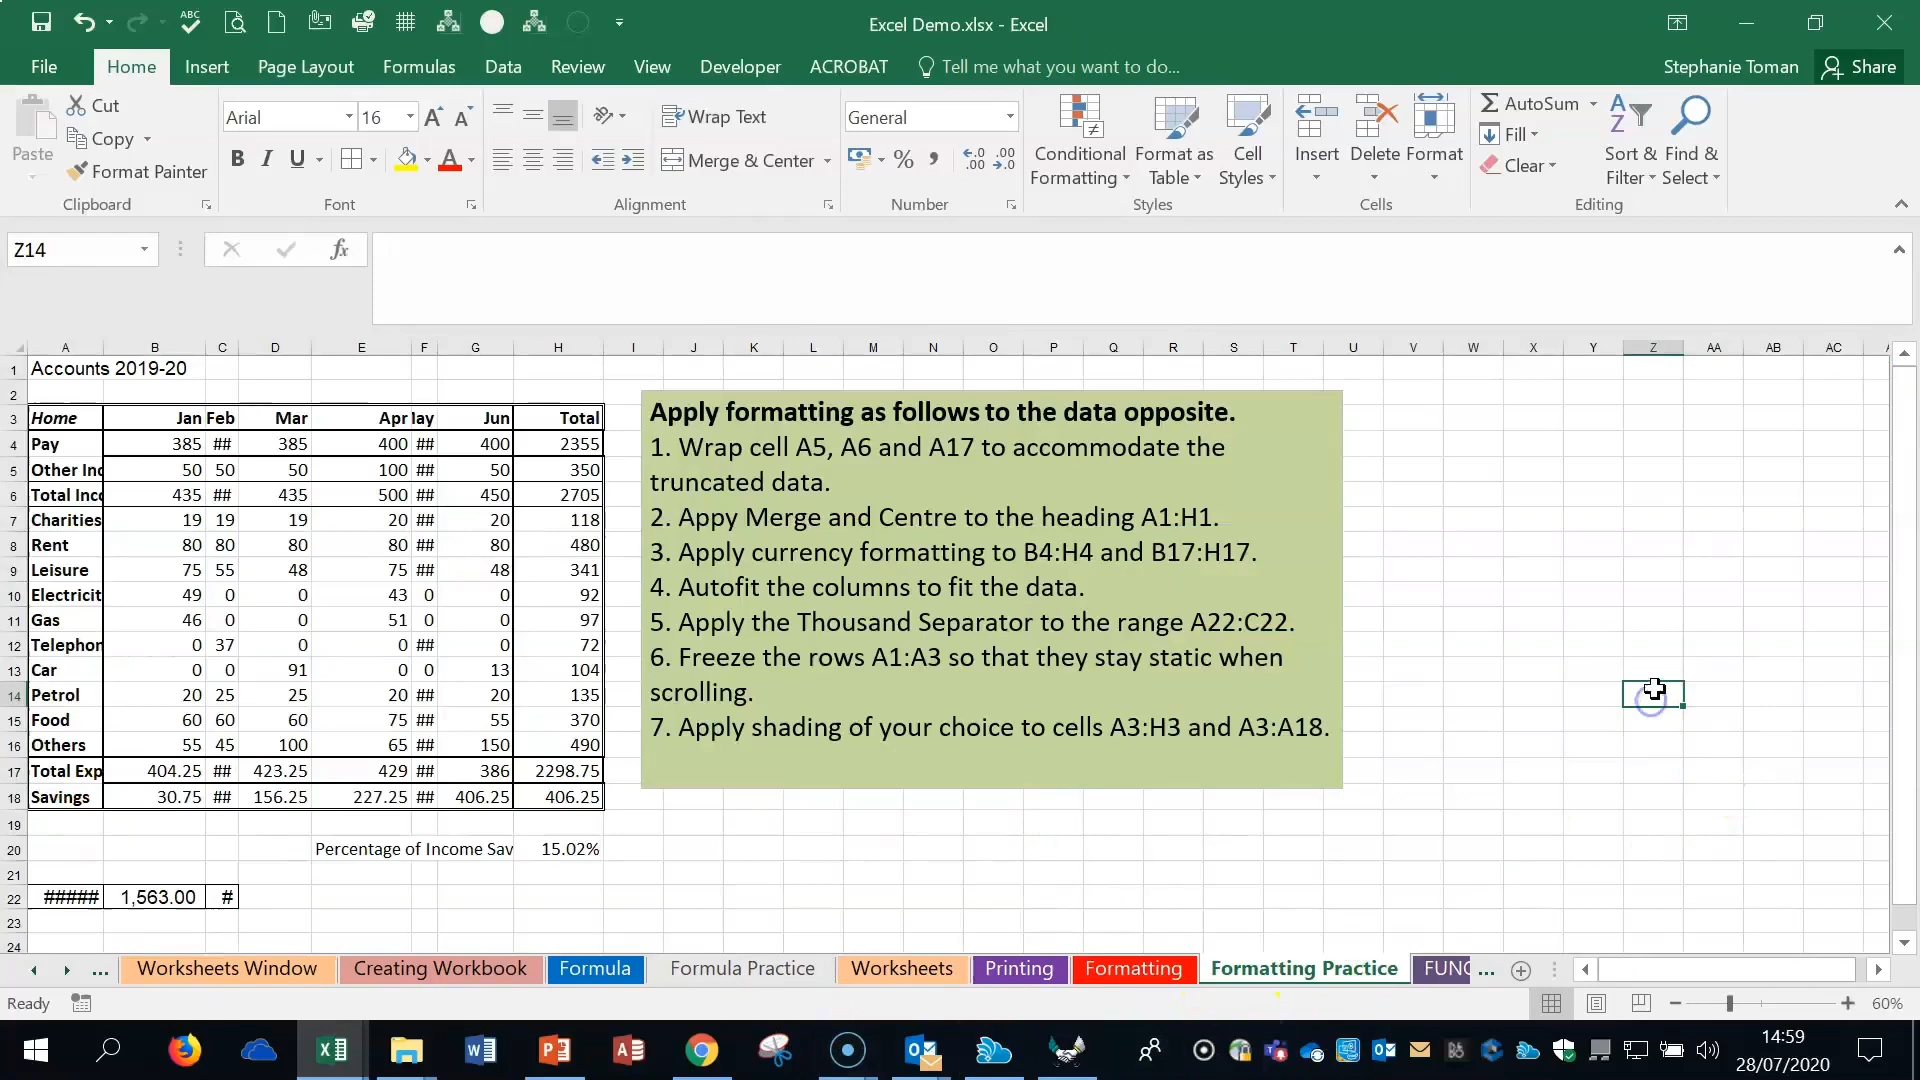 ABC
Excel Demo.xlsx - Excel
File Home Insert Page Layout Formulas Data Review View Developer ACROBAT Tell me what you want to do... Stephanie Toman Share
Paste
Cut
Copy
Format Painter
Clipboard
Arial 16
B I U
Font
Wrap Text
Merge & Center
Alignment
General
Number
Conditional Formatting
Format as Table
Cell Styles
Styles
Insert Delete Format
Cells
AutoSum
Fill
Clear
Sort & Filter
Find & Select
Editing
Z14
fx
A B C D E F G H I J K L M N O P Q R S T U V W X Y Z AA AB AC
1 Accounts 2019-20
2
3 Home Jan Feb Mar Apr lay Jun Total
4 Pay 385 ## 385 400 ## 400 2355
5 Other Inc 50 50 50 100 ## 50 350
6 Total Inco 435 ## 435 500 ## 450 2705
7 Charities 19 19 19 20 ## 20 118
8 Rent 80 80 80 80 ## 80 480
9 Leisure 75 55 48 75 ## 48 341
10 Electricit 49 0 0 43 0 0 92
11 Gas 46 0 0 51 0 0 97
12 Telephon 0 37 0 0 ## 0 72
13 Car 0 0 91 0 0 13 104
14 Petrol 20 25 25 20 ## 20 135
15 Food 60 60 60 75 ## 55 370
16 Others 55 45 100 65 ## 150 490
17 Total Exp 404.25 ## 423.25 429 ## 386 2298.75
18 Savings 30.75 ## 156.25 227.25 ## 406.25 406.25
19
20 Percentage of Income Sav 15.02%
21
22 ##### 1,563.00 #
23
24
Apply formatting as follows to the data opposite.
1. Wrap cell A5, A6 and A17 to accommodate the
truncated data.
2. Appy Merge and Centre to the heading A1:H1.
3. Apply currency formatting to B4:H4 and B17:H17.
4. Autofit the columns to fit the data.
5. Apply the Thousand Separator to the range A22:C22.
6. Freeze the rows A1:A3 so that they stay static when
scrolling.
7. Apply shading of your choice to cells A3:H3 and A3:A18.
... Worksheets Window Creating Workbook Formula Formula Practice Worksheets Printing Formatting Formatting Practice FUNC ...
Ready 60%
14:59
28/07/2020